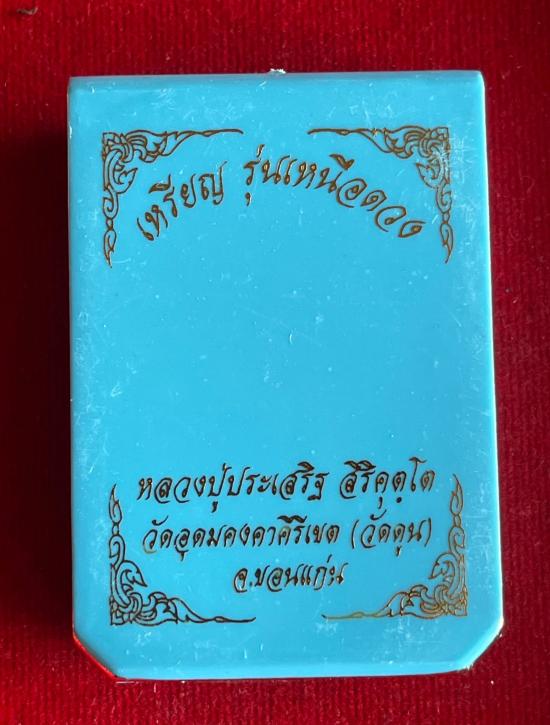 เหรียญ รุ่นเหนือดวง
หลวงปู่ประเสริฐ สิริคุตฺโต
วัดอุดมคงคาคีรีเขต (วัดดูน)
จ.ขอนแก่น